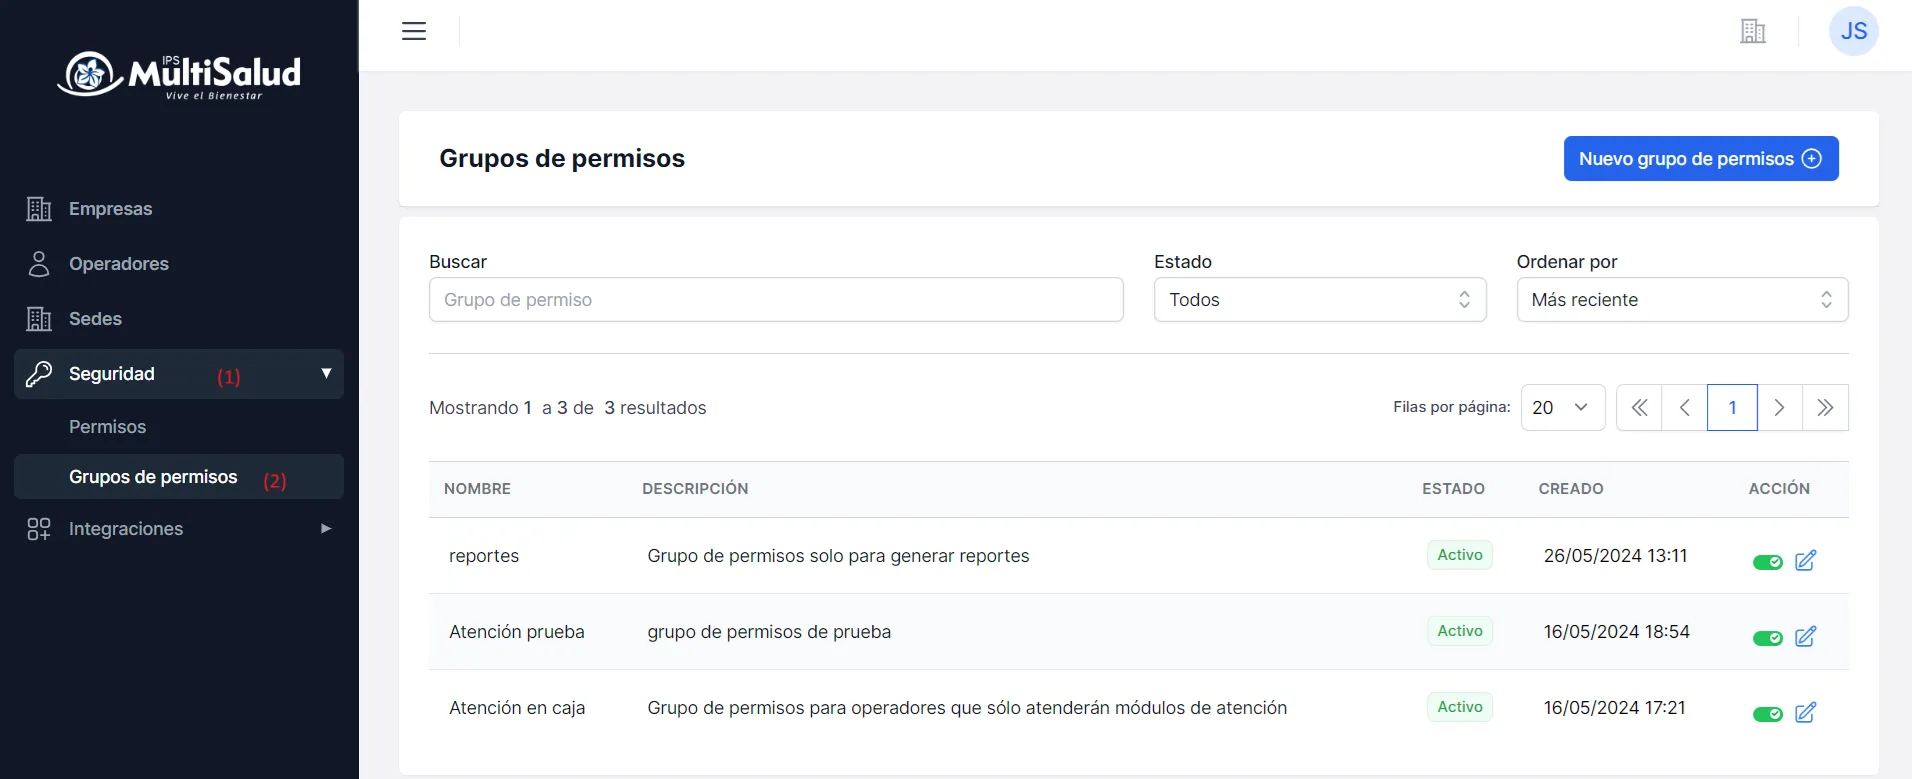 IPS
MultiSalud
Vive el Bienestar
JS
Empresas
Operadores
Sedes
Seguridad (1)
Permisos
Grupos de permisos (2)
Integraciones
Grupos de permisos
Nuevo grupo de permisos
Buscar
Grupo de permiso
Estado
Todos
Ordenar por
Más reciente
Mostrando 1 a 3 de 3 resultados
Filas por página: 20
1
NOMBRE DESCRIPCIÓN ESTADO CREADO ACCIÓN
reportes Grupo de permisos solo para generar reportes Activo 26/05/2024 13:11
Atención prueba grupo de permisos de prueba Activo 16/05/2024 18:54
Atención en caja Grupo de permisos para operadores que sólo atenderán módulos de atención Activo 16/05/2024 17:21